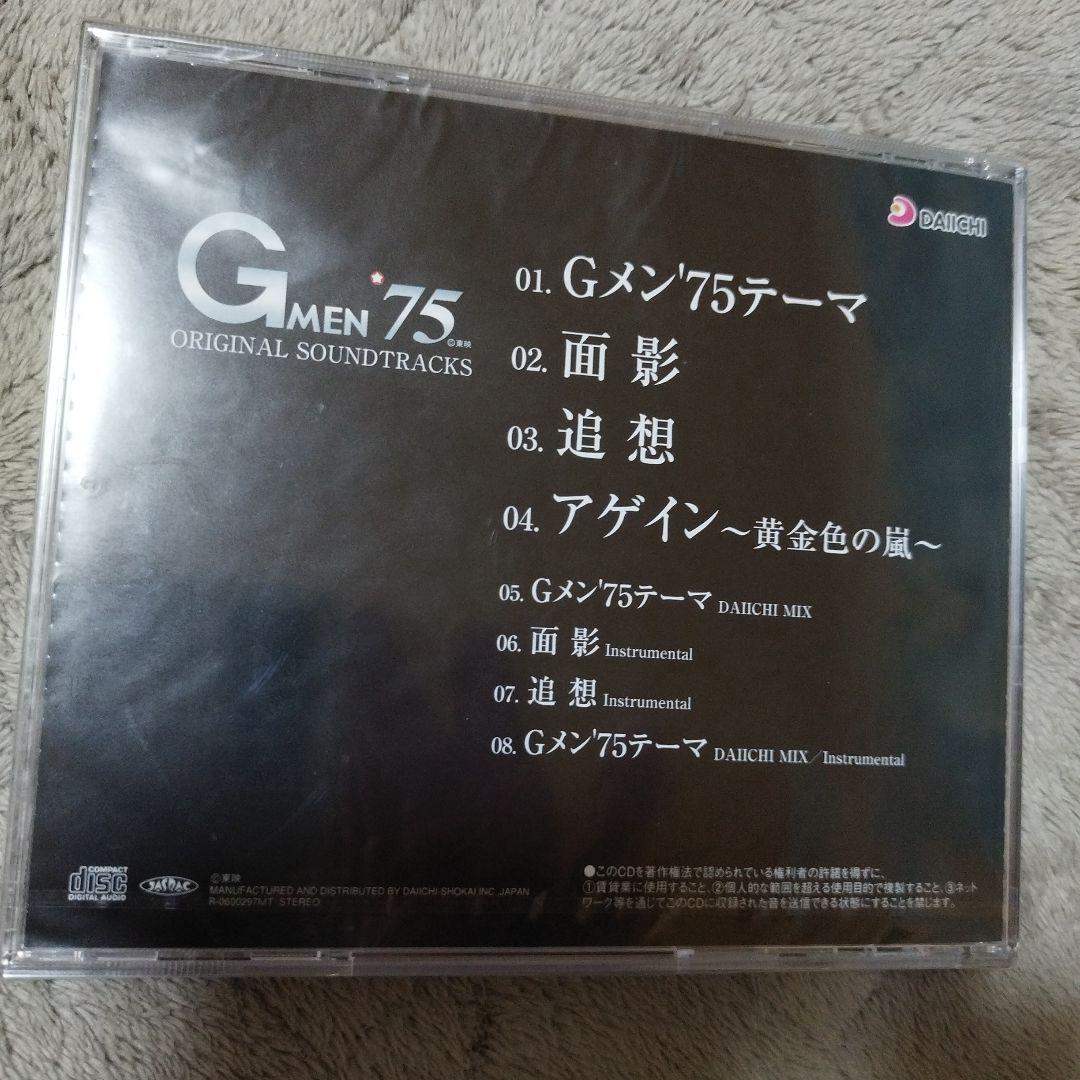 GMEN '75
©東映
ORIGINAL SOUNDTRACKS
DAIICHI
01. Gメン'75テーマ
02. 面 影
03. 追 想
04. アゲイン〜黄金色の嵐〜
05. Gメン'75テーマ DAIICHI MIX
06. 面 影 Instrumental
07. 追 想 Instrumental
08. Gメン'75テーマ DAIICHI MIX／Instrumental
COMPACT
disc
DIGITAL AUDIO
JASRAC
©東映
MANUFACTURED AND DISTRIBUTED BY DAIICHI-SHOKAI,INC.JAPAN
R-0600297MT STEREO
●このCDを著作権法で認められている権利者の許諾を得ずに、
①賃貸業に使用すること、②個人的な範囲を超える使用目的で複製すること、③ネット
ワーク等を通じてこのCDに収録された音を送信できる状態にすることを禁じます。